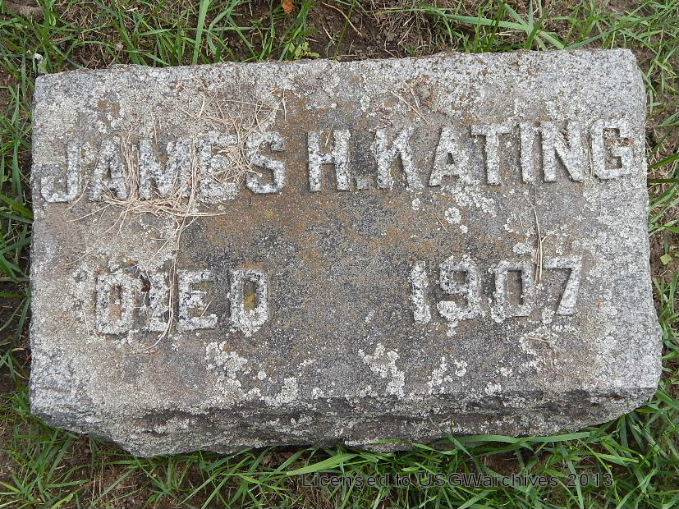 JAMES H. KATING
DIED 1907
Licensed to USGWarchives 2013